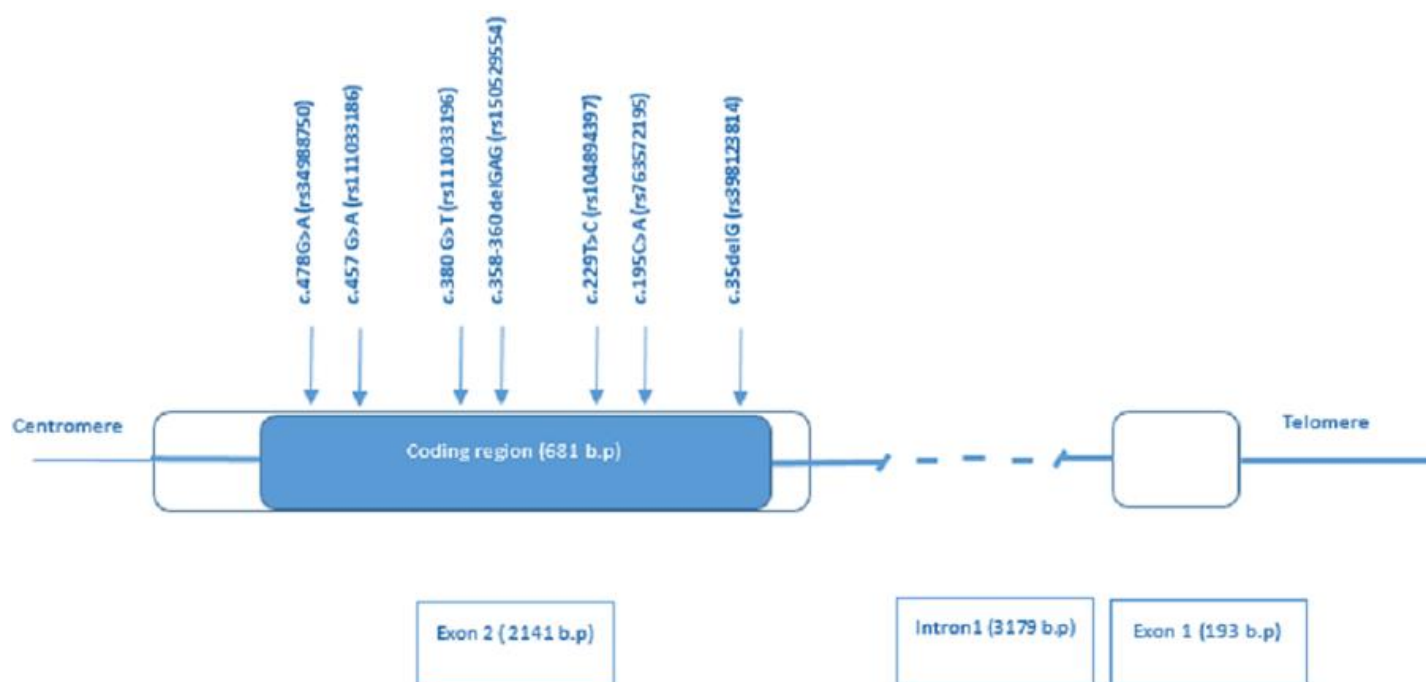 c.478G>A (rs34988750)
c.457 G>A (rs111033186)
c.380 G>T (rs111033196)
c.358-360 delGAG (rs150529554)
c.229T>C (rs104894397)
c.195C>A (rs763572195)
c.35delG (rs398123814)
Centromere
Coding region (681 b.p)
Telomere
Exon 2 (2141 b.p)
Intron1 (3179 b.p)
Exon 1 (193 b.p)